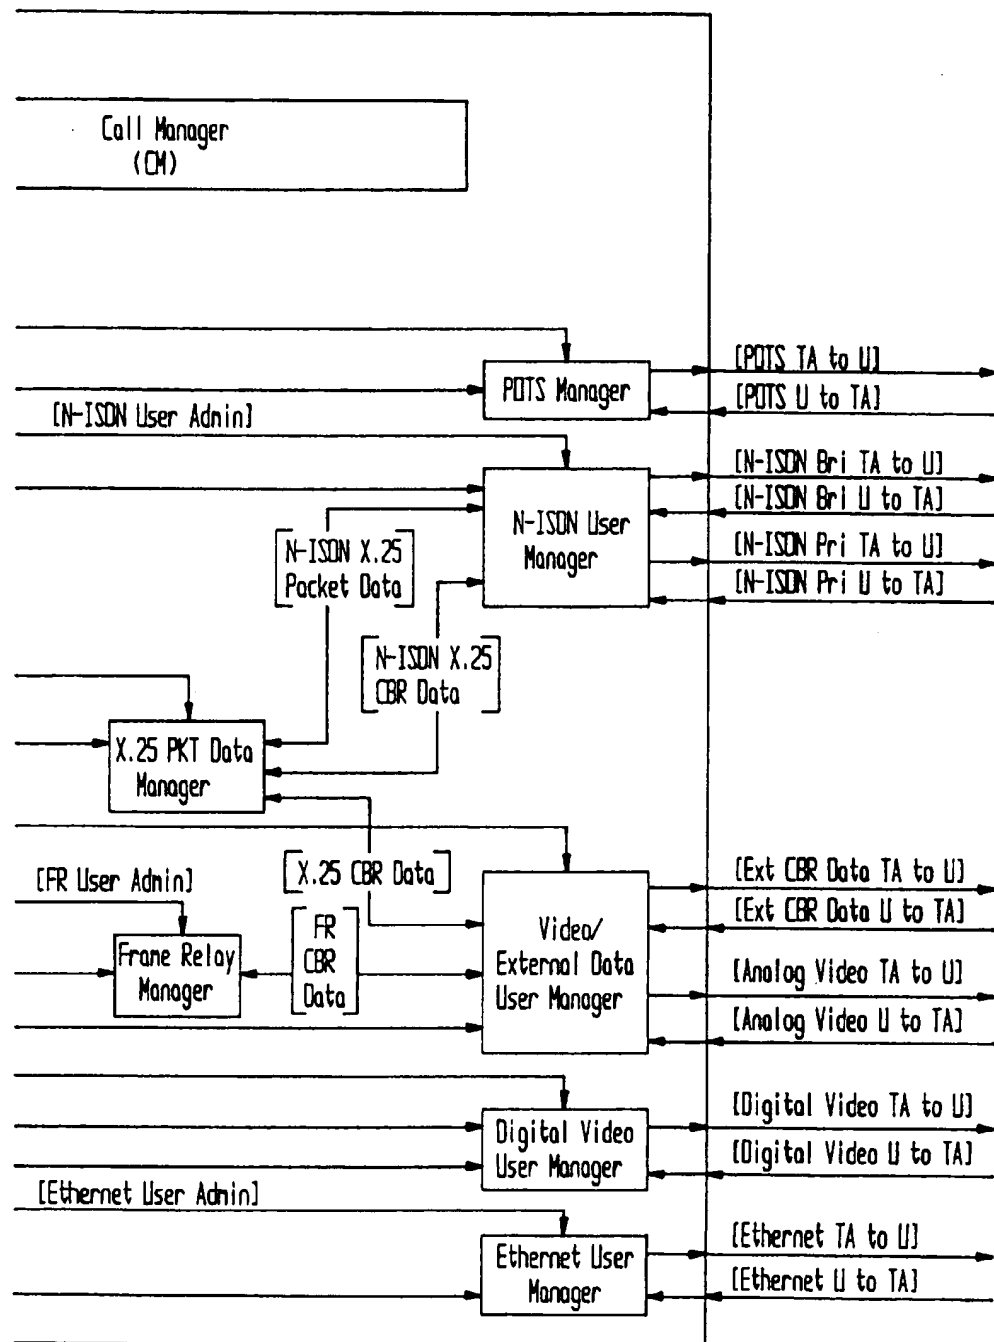 Call Manager
(CM)
[POTS TA to U]
POTS Manager
[POTS U to TA]
[N-ISDN User Admin]
[N-ISDN Bri TA to U]
[N-ISDN Bri U to TA]
N-ISDN User
Manager
[N-ISDN Pri TA to U]
[N-ISDN Pri U to TA]
[N-ISDN X.25
Packet Data]
[N-ISDN X.25
CBR Data]
X.25 PKT Data
Manager
[X.25 CBR Data]
[FR User Admin]
[Ext CBR Data TA to U]
[Ext CBR Data U to TA]
[FR
CBR
Data]
Video/
External Data
User Manager
Frame Relay
Manager
[Analog Video TA to U]
[Analog Video U to TA]
[Digital Video TA to U]
Digital Video
User Manager
[Digital Video U to TA]
[Ethernet User Admin]
[Ethernet TA to U]
Ethernet User
Manager
[Ethernet U to TA]